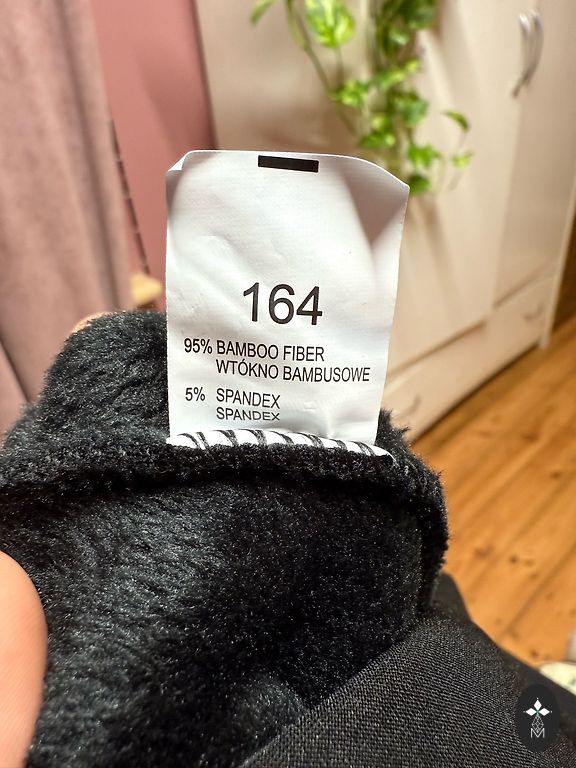 164
95% BAMBOO FIBER
WTÓKNO BAMBUSOWE
5% SPANDEX
SPANDEX
M